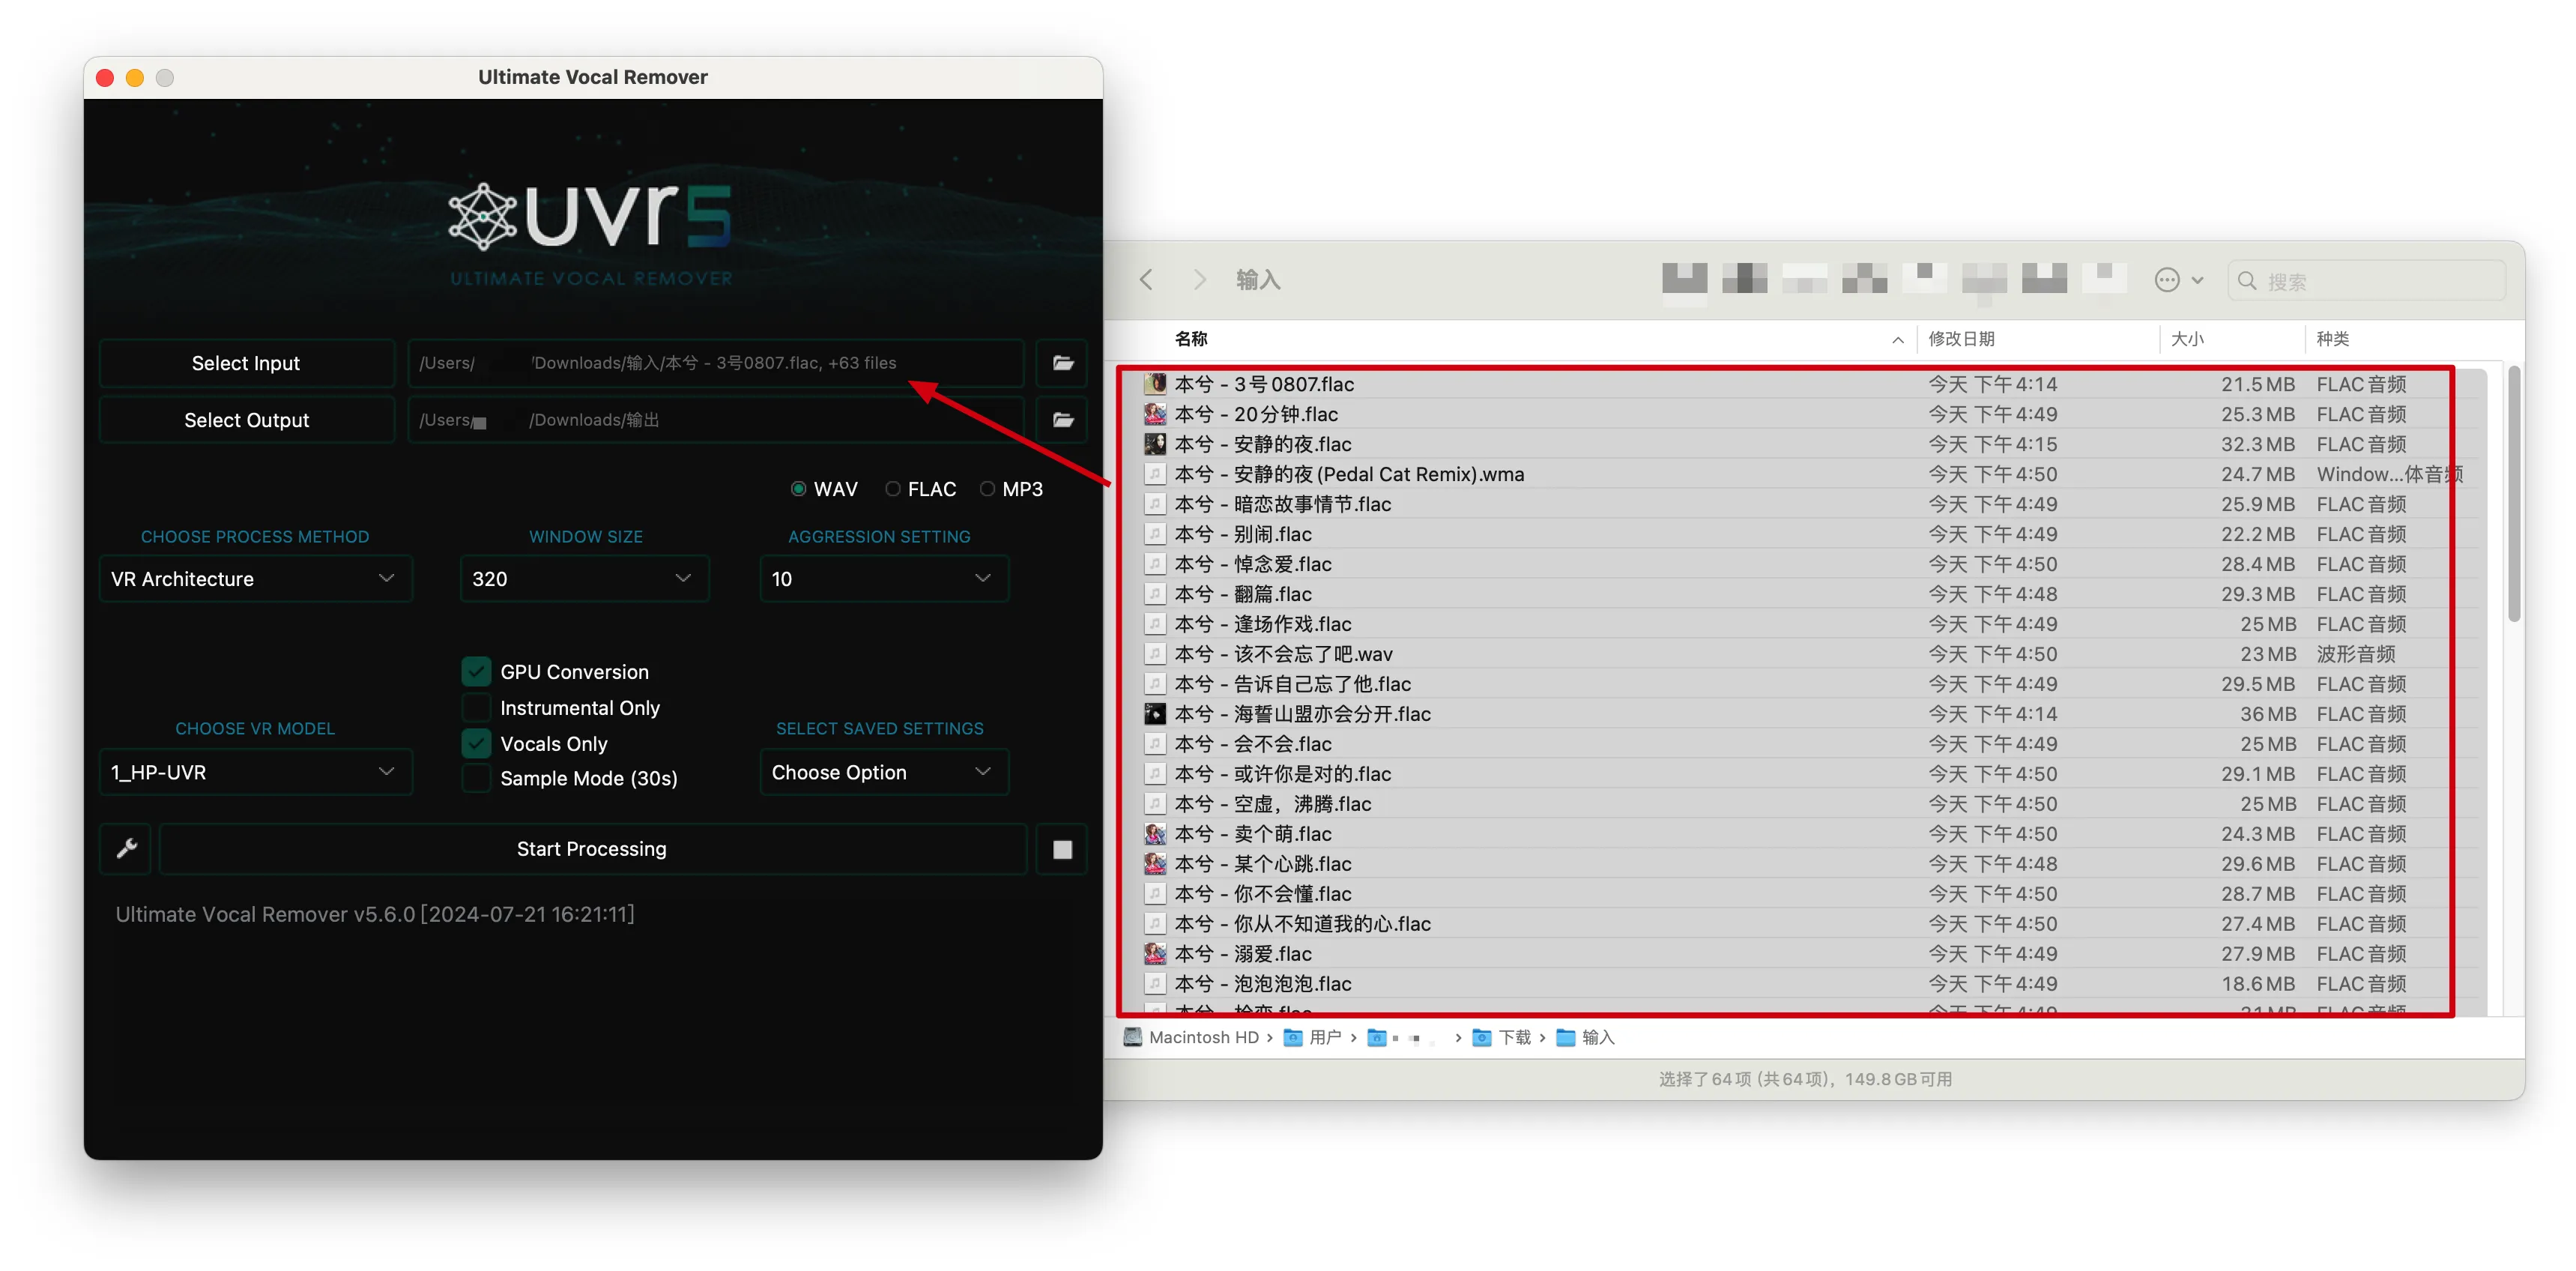 Ultimate Vocal Remover
uvr5
ULTIMATE VOCAL REMOVER
Select Input
/Users/ /Downloads/输入/本兮 - 3号0807.flac, +63 files
Select Output
/Users/ /Downloads/输出
WAV FLAC MP3
CHOOSE PROCESS METHOD WINDOW SIZE AGGRESSION SETTING
VR Architecture 320 10
GPU Conversion
Instrumental Only
CHOOSE VR MODEL Vocals Only SELECT SAVED SETTINGS
1_HP-UVR Sample Mode (30s) Choose Option
Start Processing
Ultimate Vocal Remover v5.6.0 [2024-07-21 16:21:11]
输入 搜索
名称 修改日期 大小 种类
本兮 - 3号0807.flac 今天 下午4:14 21.5 MB FLAC音频
本兮 - 20分钟.flac 今天 下午4:49 25.3 MB FLAC音频
本兮 - 安静的夜.flac 今天 下午4:15 32.3 MB FLAC音频
本兮 - 安静的夜(Pedal Cat Remix).wma 今天 下午4:50 24.7 MB Window...体音频
本兮 - 暗恋故事情节.flac 今天 下午4:49 25.9 MB FLAC音频
本兮 - 别闹.flac 今天 下午4:49 22.2 MB FLAC音频
本兮 - 悼念爱.flac 今天 下午4:50 28.4 MB FLAC音频
本兮 - 翻篇.flac 今天 下午4:48 29.3 MB FLAC音频
本兮 - 逢场作戏.flac 今天 下午4:49 25 MB FLAC音频
本兮 - 该不会忘了吧.wav 今天 下午4:50 23 MB 波形音频
本兮 - 告诉自己忘了他.flac 今天 下午4:49 29.5 MB FLAC音频
本兮 - 海誓山盟亦会分开.flac 今天 下午4:14 36 MB FLAC音频
本兮 - 会不会.flac 今天 下午4:49 25 MB FLAC音频
本兮 - 或许你是对的.flac 今天 下午4:50 29.1 MB FLAC音频
本兮 - 空虚，沸腾.flac 今天 下午4:50 25 MB FLAC音频
本兮 - 卖个萌.flac 今天 下午4:50 24.3 MB FLAC音频
本兮 - 某个心跳.flac 今天 下午4:48 29.6 MB FLAC音频
本兮 - 你不会懂.flac 今天 下午4:50 28.7 MB FLAC音频
本兮 - 你从不知道我的心.flac 今天 下午4:50 27.4 MB FLAC音频
本兮 - 溺爱.flac 今天 下午4:49 27.9 MB FLAC音频
本兮 - 泡泡泡泡.flac 今天 下午4:49 18.6 MB FLAC音频
Macintosh HD › 用户 › › 下载 › 输入
选择了64项 (共64项)，149.8 GB可用